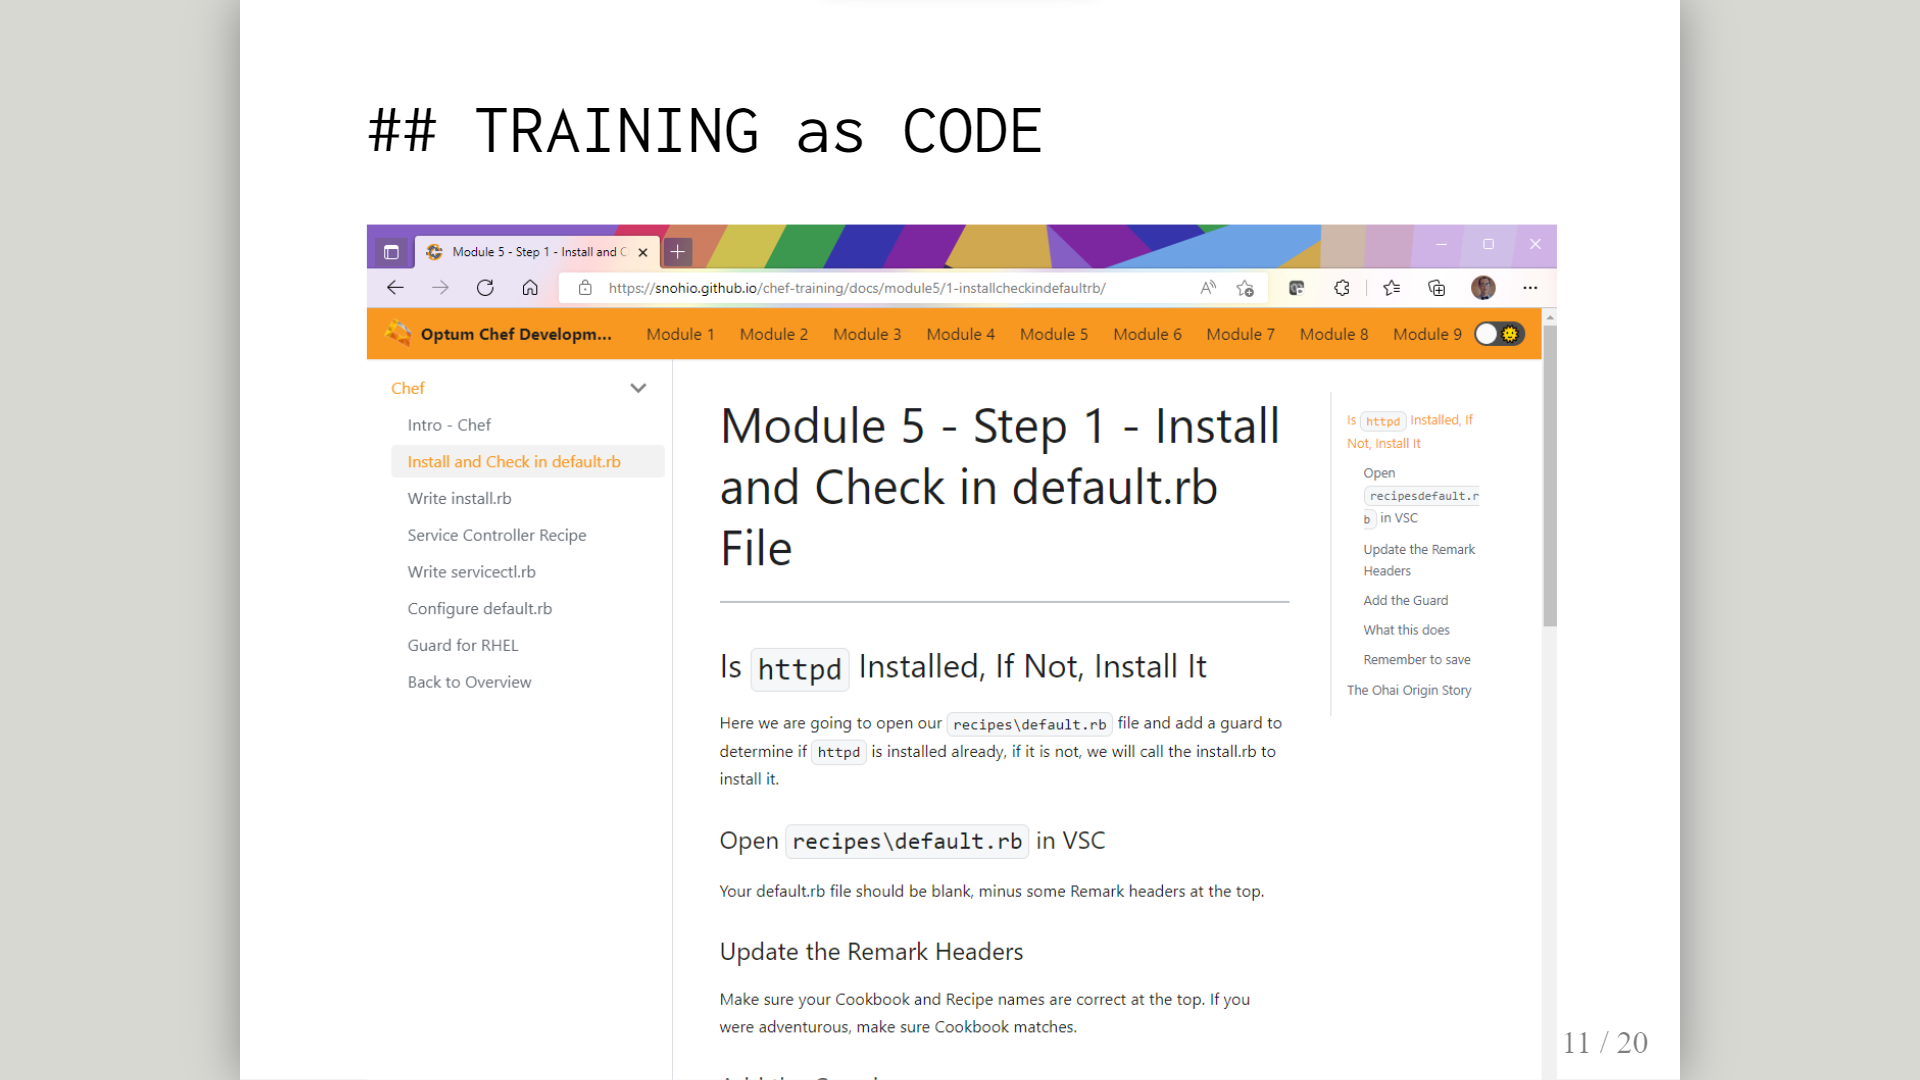 ## TRAINING as CODE
Module 5 - Step 1 - Install and C
https://snohio.github.io/chef-training/docs/module5/1-installcheckindefaultrb/
Optum Chef Developm...
Module 1
Module 2
Module 3
Module 4
Module 5
Module 6
Module 7
Module 8
Module 9
Chef
Intro - Chef
Install and Check in default.rb
Write install.rb
Service Controller Recipe
Write servicectl.rb
Configure default.rb
Guard for RHEL
Back to Overview
Module 5 - Step 1 - Install
and Check in default.rb
File
Is httpd Installed, If Not, Install It
Here we are going to open our recipes\default.rb file and add a guard to
determine if httpd is installed already, if it is not, we will call the install.rb to
install it.
Open recipes\default.rb in VSC
Your default.rb file should be blank, minus some Remark headers at the top.
Update the Remark Headers
Make sure your Cookbook and Recipe names are correct at the top. If you
were adventurous, make sure Cookbook matches.
Is httpd Installed, If
Not, Install It
Open
recipesdefault.r
b in VSC
Update the Remark
Headers
Add the Guard
What this does
Remember to save
The Ohai Origin Story
11 / 20